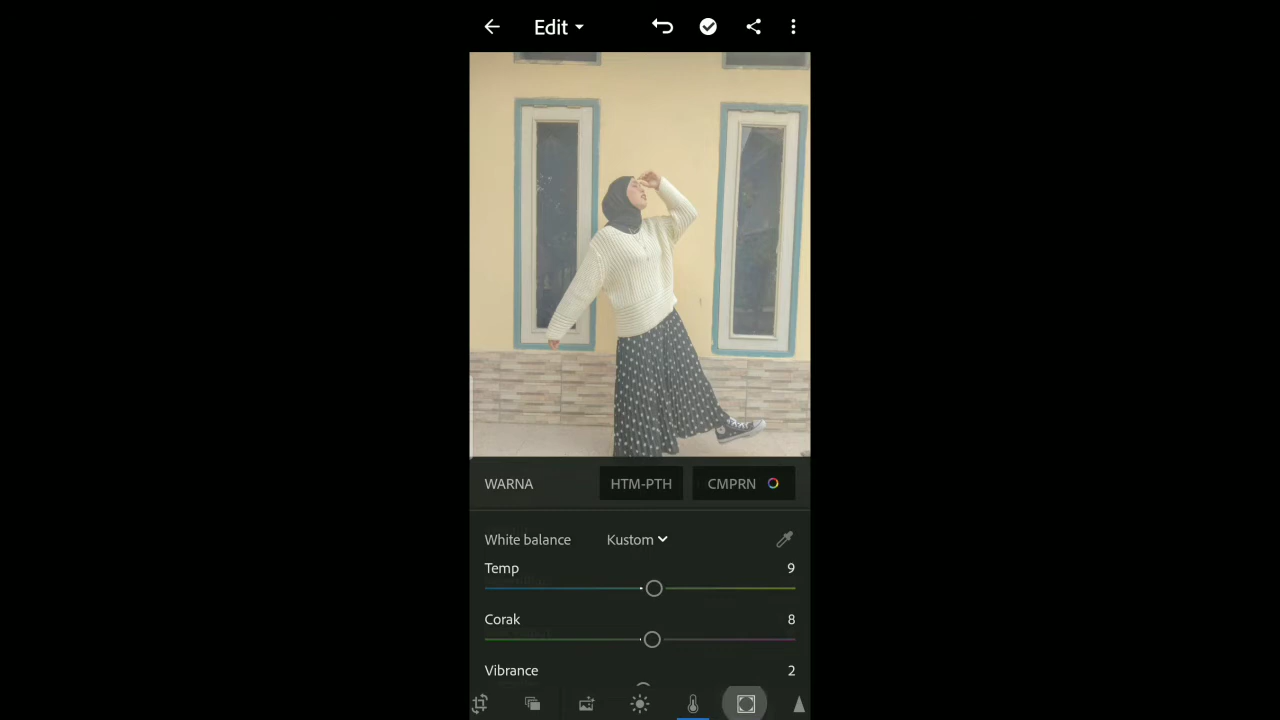 Edit
WARNA HTM-PTH CMPRN
White balance Kustom
Temp 9
Corak 8
Vibrance 2